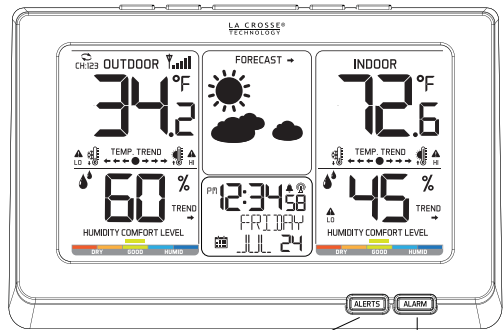 LA CROSSE®
TECHNOLOGY
CH:123 OUTDOOR
34.2 °F
TEMP. TREND
LO HI
60 %
TREND
HUMIDITY COMFORT LEVEL
DRY GOOD HUMID
FORECAST
PM 12:34 58
FRIDAY
JUL 24
INDOOR
72.6 °F
TEMP. TREND
LO HI
45 %
LO
TREND
HUMIDITY COMFORT LEVEL
DRY GOOD HUMID
ALERTS ALARM